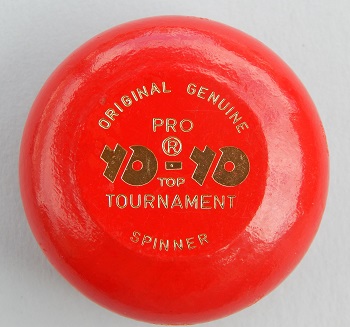 ORIGINAL GENUINE
PRO
®
YO-YO
TOP
TOURNAMENT
SPINNER